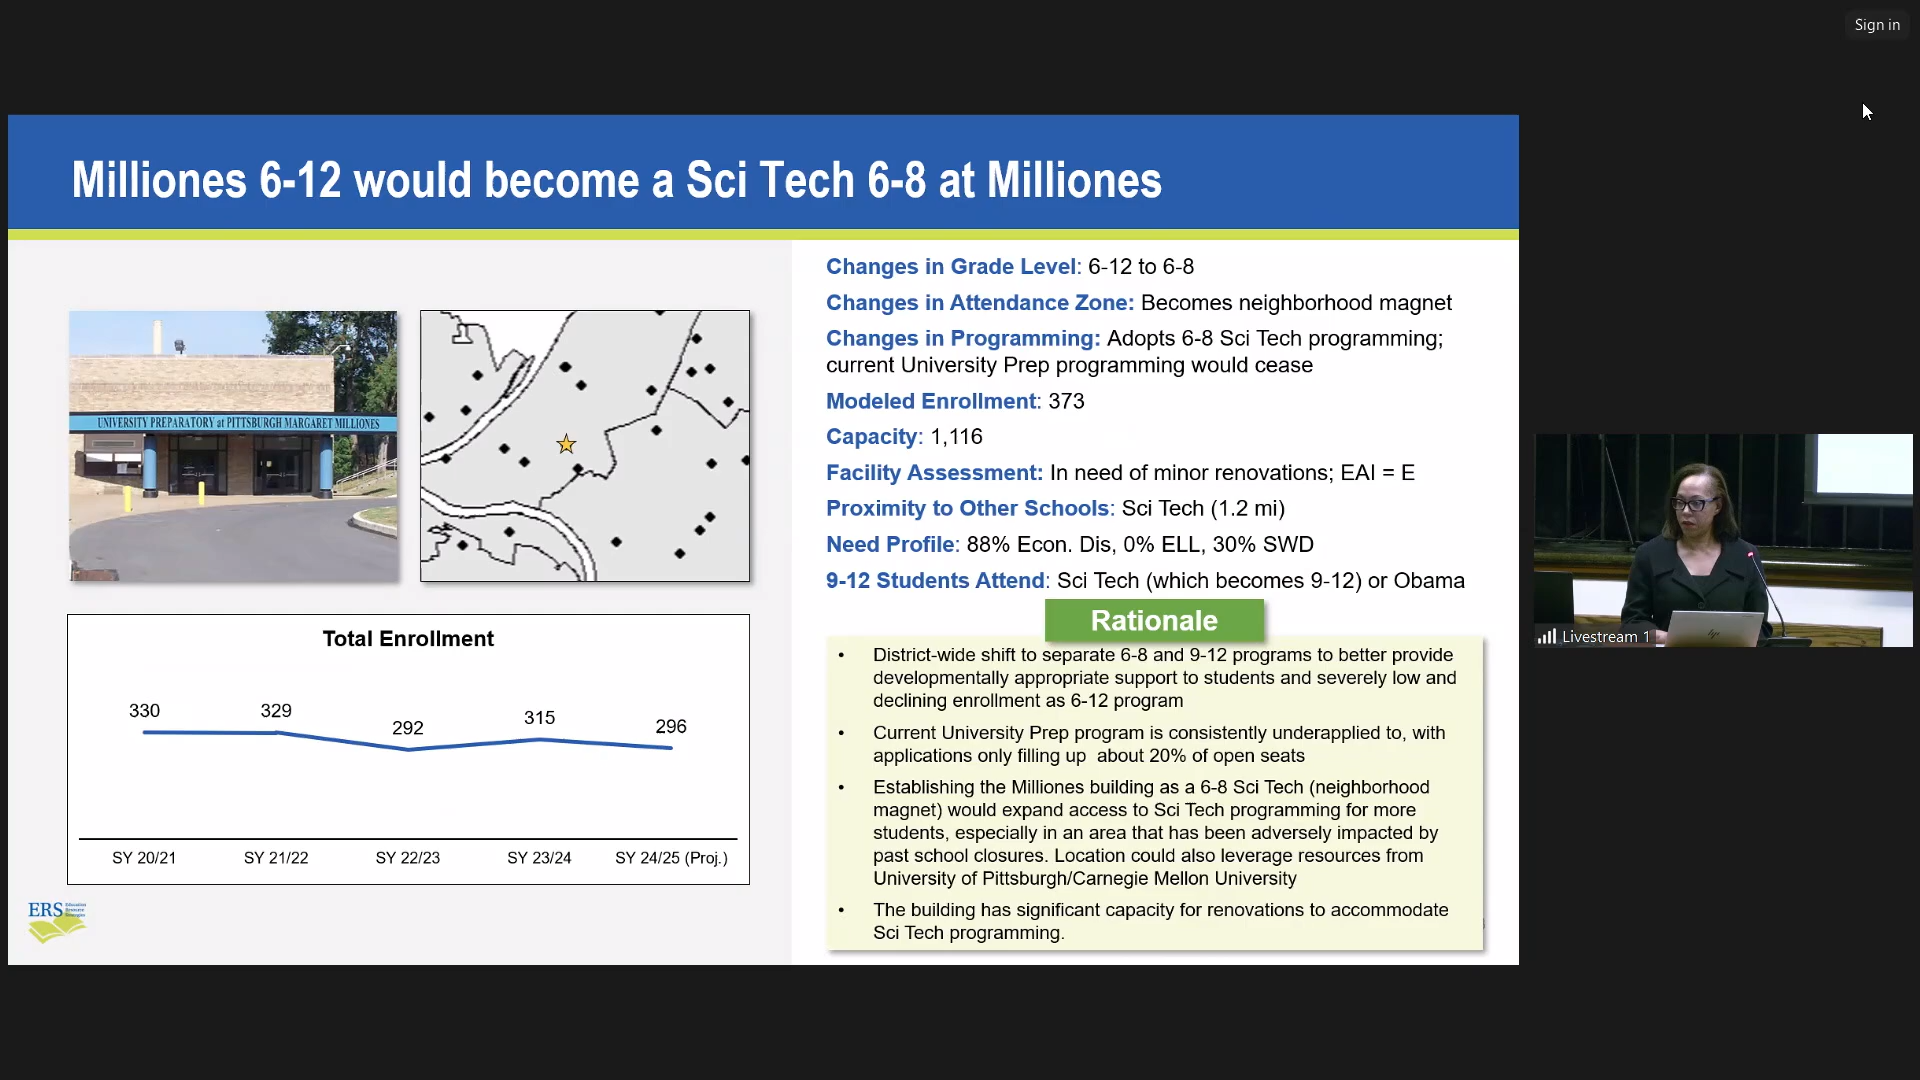 Sign in
Milliones 6-12 would become a Sci Tech 6-8 at Milliones
UNIVERSITY PREPARATORY at PITTSBURGH MARGARET MILLIONES
Total Enrollment
330
329
292
315
296
SY 20/21
SY 21/22
SY 22/23
SY 23/24
SY 24/25 (Proj.)
ERS
Education
Resource
Strategies
Changes in Grade Level: 6-12 to 6-8
Changes in Attendance Zone: Becomes neighborhood magnet
Changes in Programming: Adopts 6-8 Sci Tech programming;
current University Prep programming would cease
Modeled Enrollment: 373
Capacity: 1,116
Facility Assessment: In need of minor renovations; EAI = E
Proximity to Other Schools: Sci Tech (1.2 mi)
Need Profile: 88% Econ. Dis, 0% ELL, 30% SWD
9-12 Students Attend: Sci Tech (which becomes 9-12) or Obama
Rationale
• District-wide shift to separate 6-8 and 9-12 programs to better provide
developmentally appropriate support to students and severely low and
declining enrollment as 6-12 program
• Current University Prep program is consistently underapplied to, with
applications only filling up about 20% of open seats
• Establishing the Milliones building as a 6-8 Sci Tech (neighborhood
magnet) would expand access to Sci Tech programming for more
students, especially in an area that has been adversely impacted by
past school closures. Location could also leverage resources from
University of Pittsburgh/Carnegie Mellon University
• The building has significant capacity for renovations to accommodate
Sci Tech programming.
Livestream 1
hp